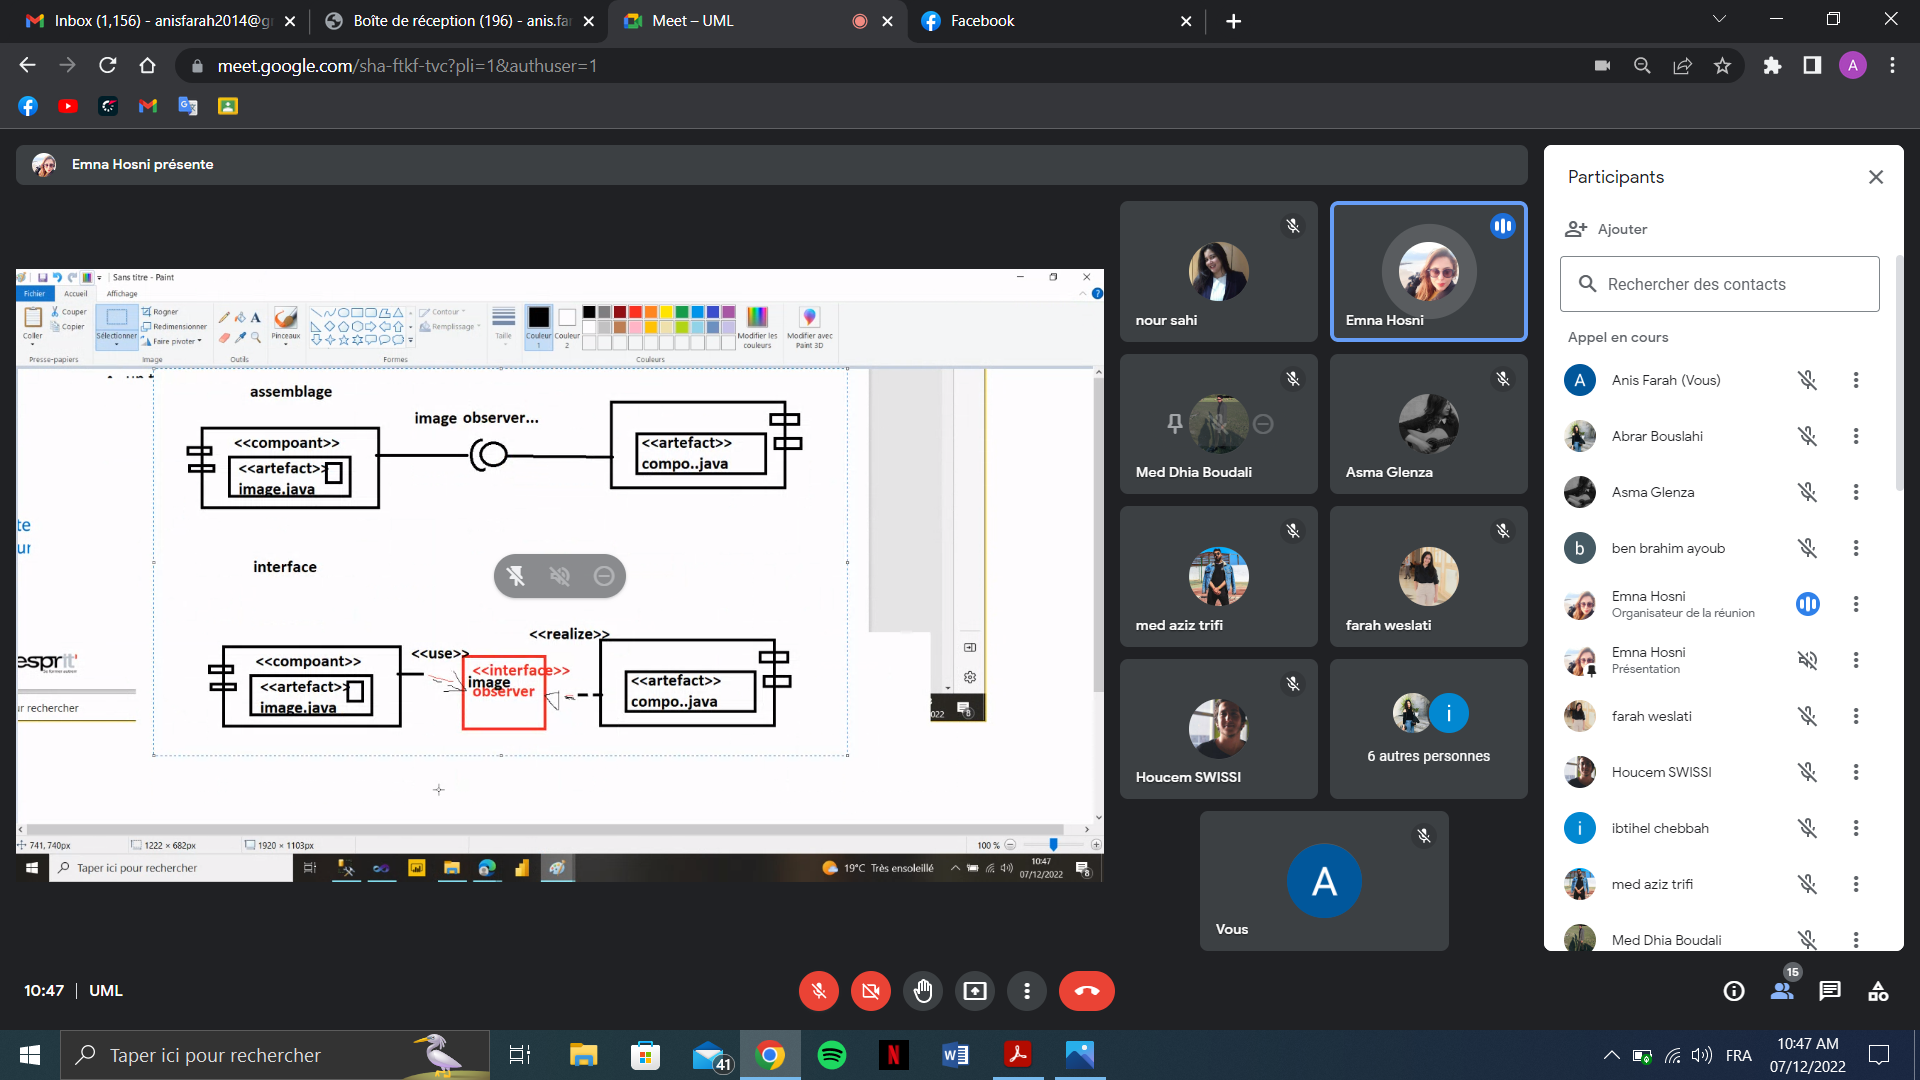 Inbox (1,156) - anisfarah2014@g
Boîte de réception (196) - anis.fa
Meet – UML
Facebook
meet.google.com/sha-ftkf-tvc?pli=1&authuser=1
A
Emna Hosni présente
Sans titre - Paint
Fichier
Accueil
Affichage
Coller
Couper
Copier
Sélectionner
Rogner
Redimensionner
Faire pivoter
Pinceaux
Contour
Remplissage
Taille
Couleur 1
Couleur 2
Modifier les couleurs
Modifier avec Paint 3D
Presse-papiers
Image
Outils
Formes
Couleurs
assemblage
image observer...
<<compoant>>
<<artefact>>
image.java
<<artefact>>
compo..java
te
ur
interface
<<realize>>
<<use>>
<<compoant>>
<<artefact>>
image.java
<<interface>>
image
observer
<<artefact>>
compo..java
esprit
ur rechercher
022
8
741, 740px
1222 × 682px
1920 × 1103px
100 %
Taper ici pour rechercher
19°C Très ensoleillé
10:47
07/12/2022
8
nour sahi
Emna Hosni
Med Dhia Boudali
Asma Glenza
med aziz trifi
farah weslati
Houcem SWISSI
i
6 autres personnes
A
Vous
Participants
Ajouter
Rechercher des contacts
Appel en cours
A
Anis Farah (Vous)
Abrar Bouslahi
Asma Glenza
b
ben brahim ayoub
Emna Hosni
Organisateur de la réunion
Emna Hosni
Présentation
farah weslati
Houcem SWISSI
i
ibtihel chebbah
med aziz trifi
Med Dhia Boudali
10:47 | UML
15
Taper ici pour rechercher
41
FRA
10:47 AM
07/12/2022